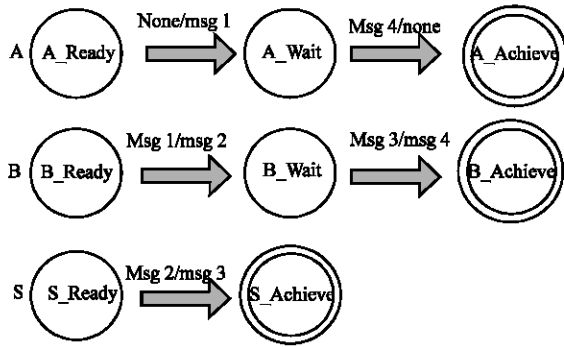 None/msg 1
Msg 4/none
A
A_Ready
A_Wait
A_Achieve
Msg 1/msg 2
Msg 3/msg 4
B
B_Ready
B_Wait
B_Achieve
Msg 2/msg 3
S
S_Ready
S_Achieve